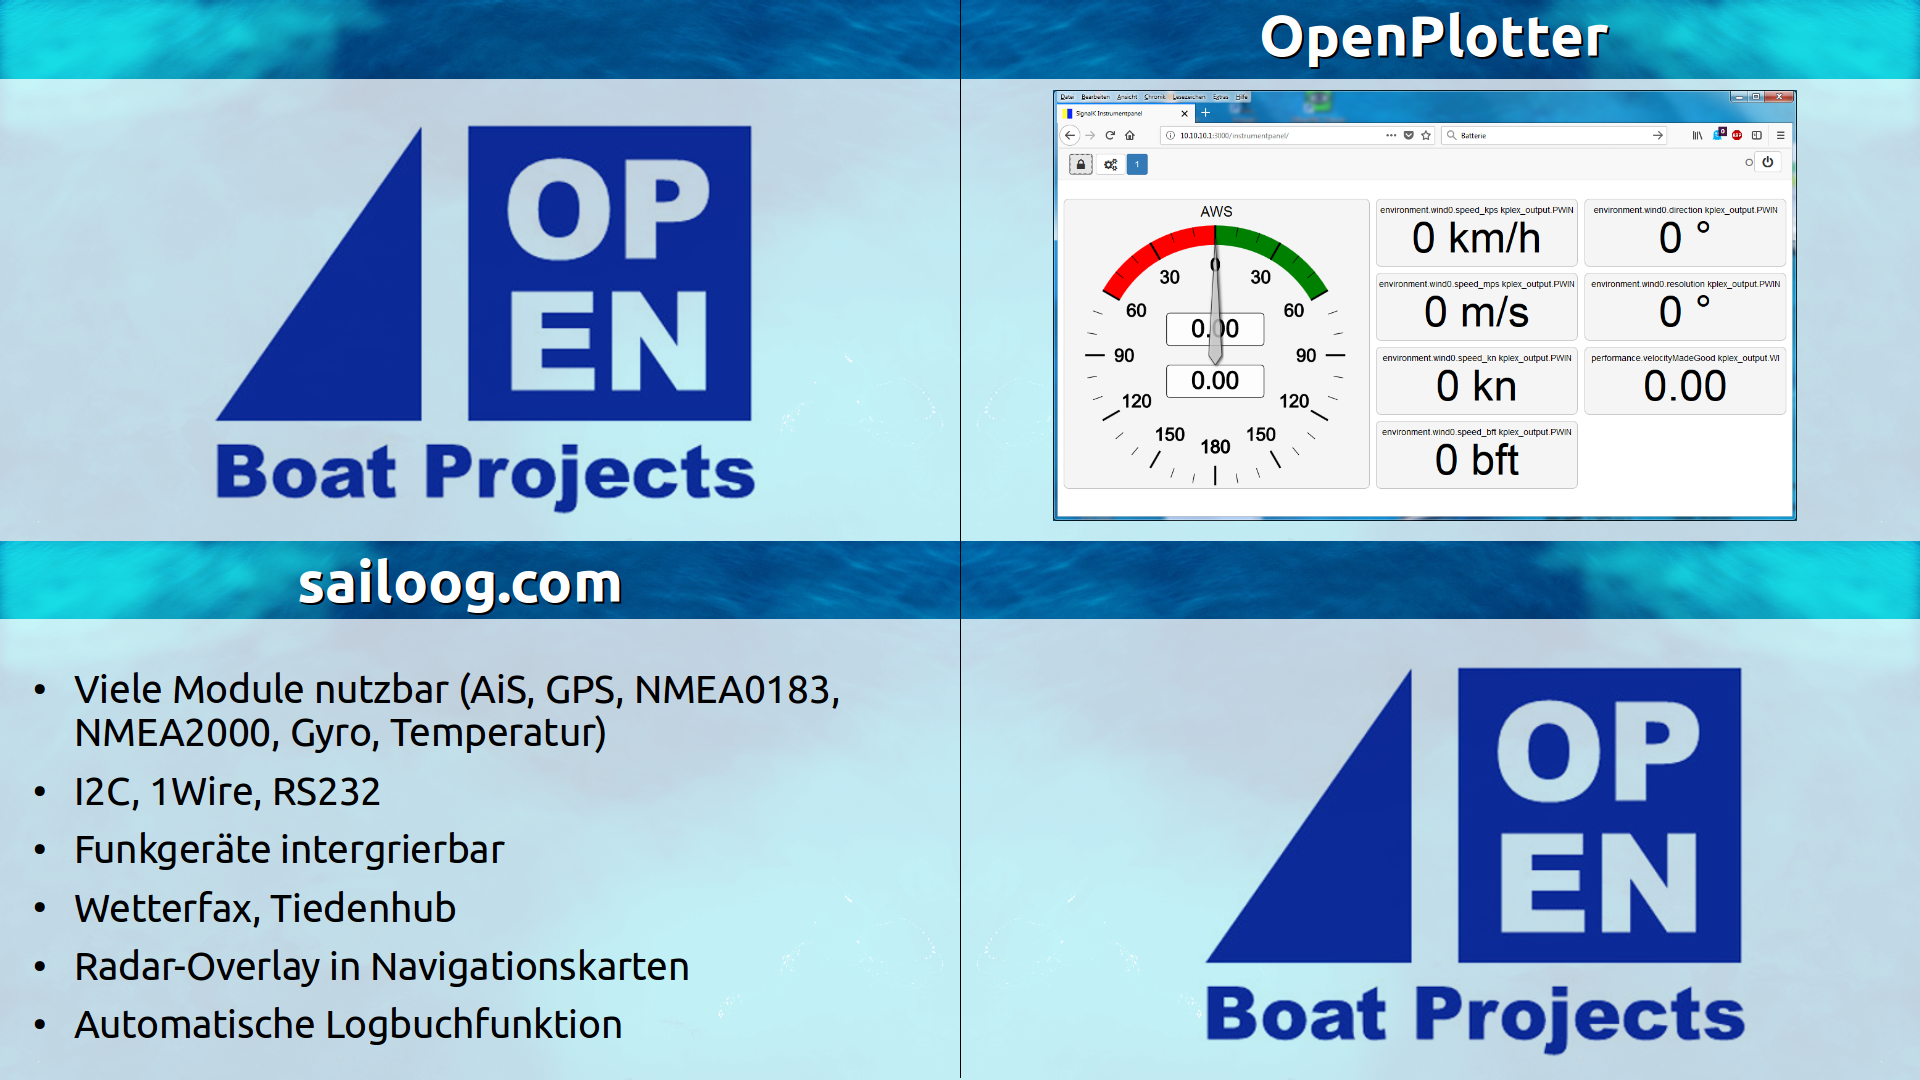 OP
EN
Boat Projects
OpenPlotter
Datei Bearbeiten Ansicht Chronik Lesezeichen Extras Hilfe
SignalK Instrumentpanel
10.10.10.1:3000/instrumentpanel/
Batterie
1
AWS
0
30 30
60 60
0.00
90 90
0.00
120 120
150 150
180
environment.wind0.speed_kps kplex_output.PWIN
0 km/h
environment.wind0.direction kplex_output.PWIN
0 °
environment.wind0.speed_mps kplex_output.PWIN
0 m/s
environment.wind0.resolution kplex_output.PWIN
0 °
environment.wind0.speed_kn kplex_output.PWIN
0 kn
performance.velocityMadeGood kplex_output.WI
0.00
environment.wind0.speed_bft kplex_output.PWIN
0 bft
sailoog.com
• Viele Module nutzbar (AiS, GPS, NMEA0183,
NMEA2000, Gyro, Temperatur)
• I2C, 1Wire, RS232
• Funkgeräte intergrierbar
• Wetterfax, Tiedenhub
• Radar-Overlay in Navigationskarten
• Automatische Logbuchfunktion
OP
EN
Boat Projects